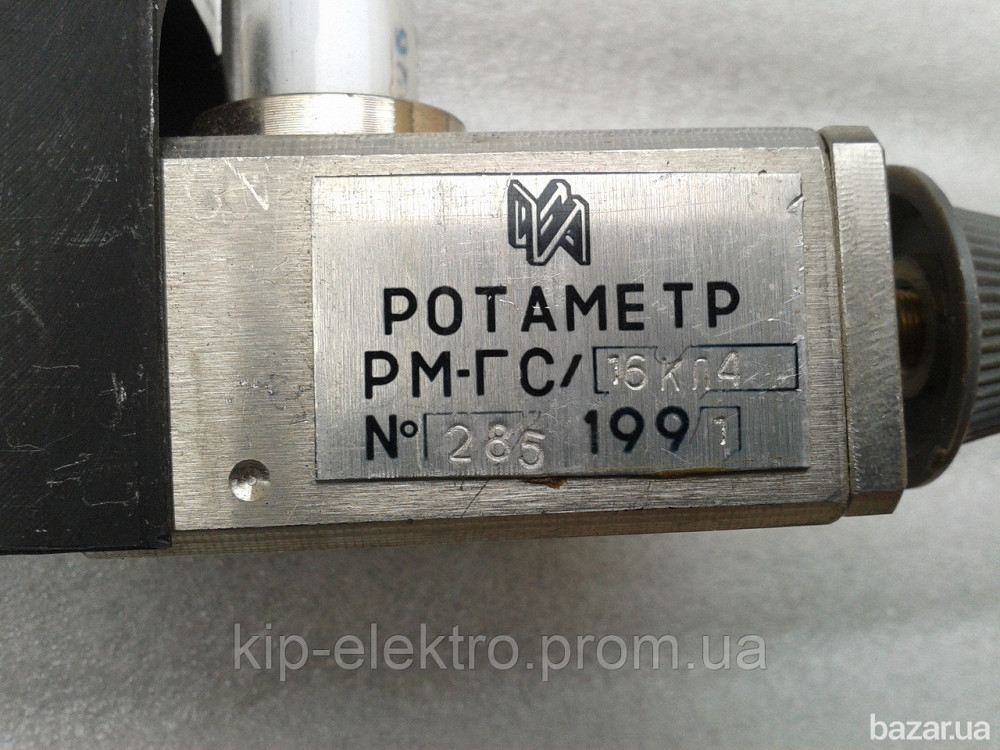 РОТАМЕТР
РМ-ГС/ 16КЛ4
№ 285 1991
kip-elektro.prom.ua
bazar.ua